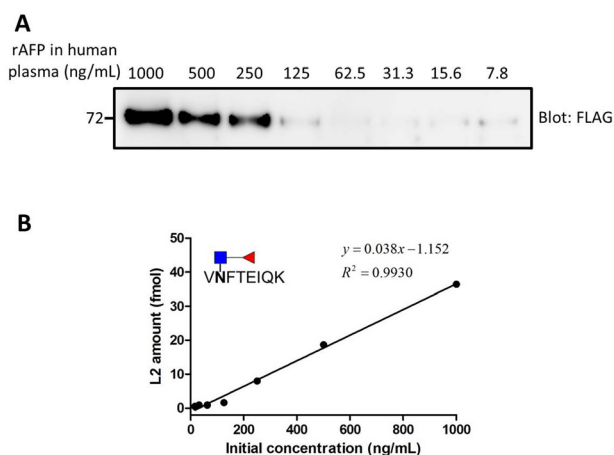 A
rAFP in human
plasma (ng/mL) 1000 500 250 125 62.5 31.3 15.6 7.8
72
Blot: FLAG
B
50
40
30
20
10
0
L2 amount (fmol)
y = 0.038x − 1.152
R² = 0.9930
VNFTEIQK
0 200 400 600 800 1000
Initial concentration (ng/mL)